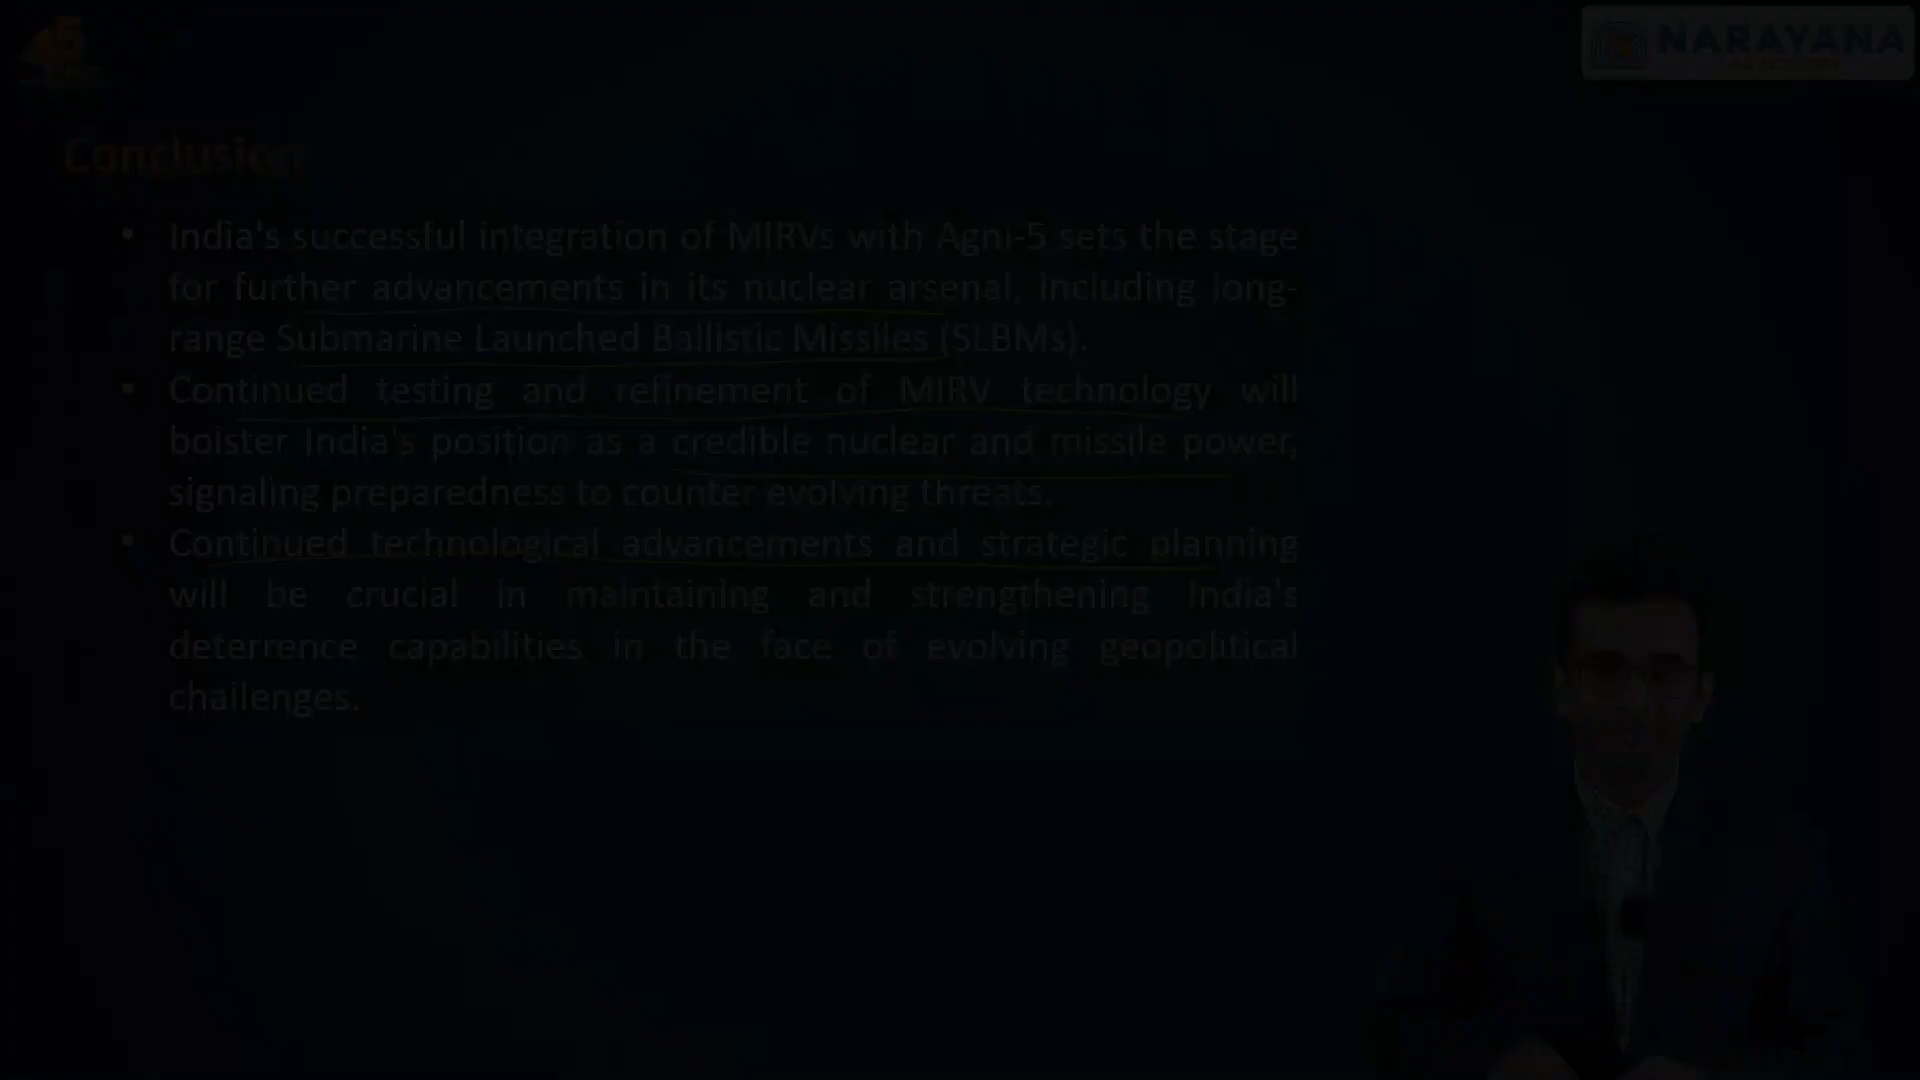 45
NARAYANA
Conclusion
• India's successful integration of MIRVs with Agni-5 sets the stage
for further advancements in its nuclear arsenal, including long-
range Submarine Launched Ballistic Missiles (SLBMs).
• Continued testing and refinement of MIRV technology will
bolster India's position as a credible nuclear and missile power,
signaling preparedness to counter evolving threats.
• Continued technological advancements and strategic planning
will be crucial in maintaining and strengthening India's
deterrence capabilities in the face of evolving geopolitical
challenges.